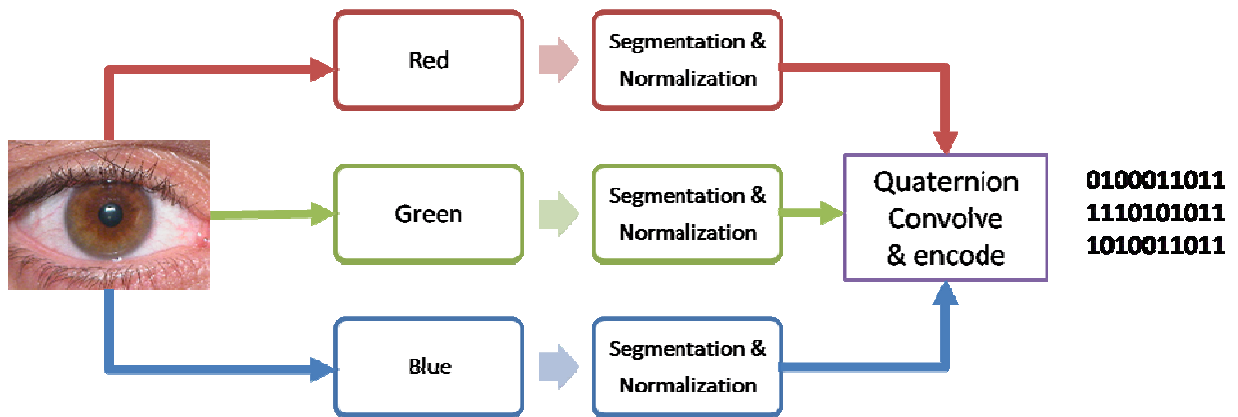 Red
Segmentation &
Normalization
Green
Segmentation &
Normalization
Blue
Segmentation &
Normalization
Quaternion
Convolve
& encode
0100011011
1110101011
1010011011